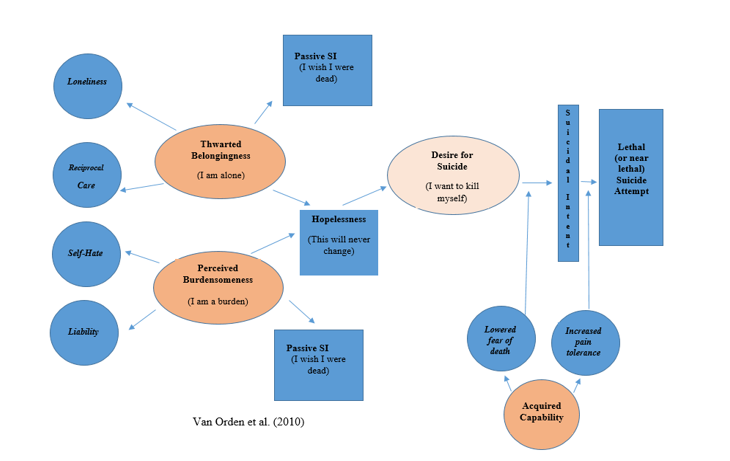 Loneliness
Reciprocal
Care
Self-Hate
Liability
Thwarted
Belongingness
(I am alone)
Perceived
Burdensomeness
(I am a burden)
Passive SI
(I wish I were
dead)
Hopelessness
(This will never
change)
Passive SI
(I wish I were
dead)
Desire for
Suicide
(I want to kill
myself)
Suicidal Intent
Lethal
(or near
lethal)
Suicide
Attempt
Lowered
fear of
death
Increased
pain
tolerance
Acquired
Capability
Van Orden et al. (2010)